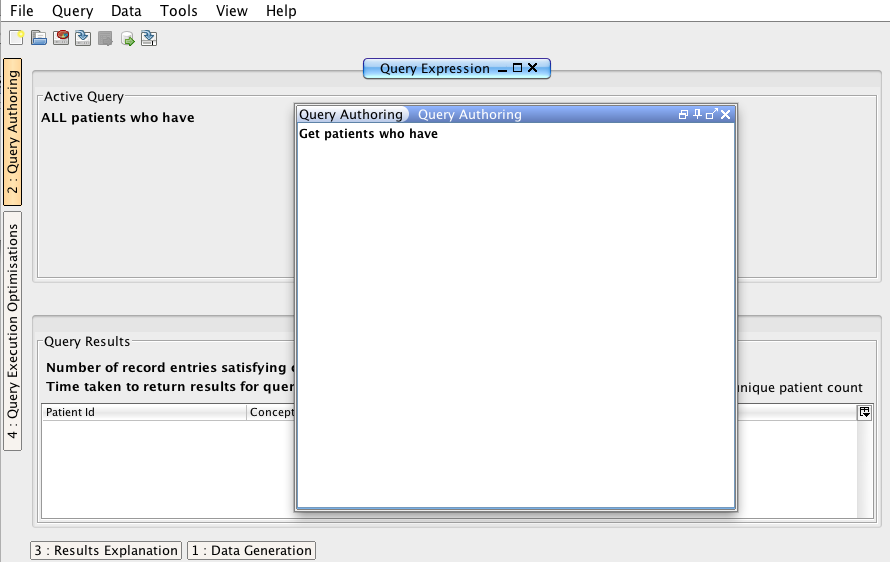 File Query Data Tools View Help
Query Expression
2 : Query Authoring
4 : Query Execution Optimisations
Active Query
ALL patients who have
Query Authoring Query Authoring
Get patients who have
Query Results
Number of record entries satisfying
Time taken to return results for quer
unique patient count
Patient Id Concept
3 : Results Explanation 1 : Data Generation